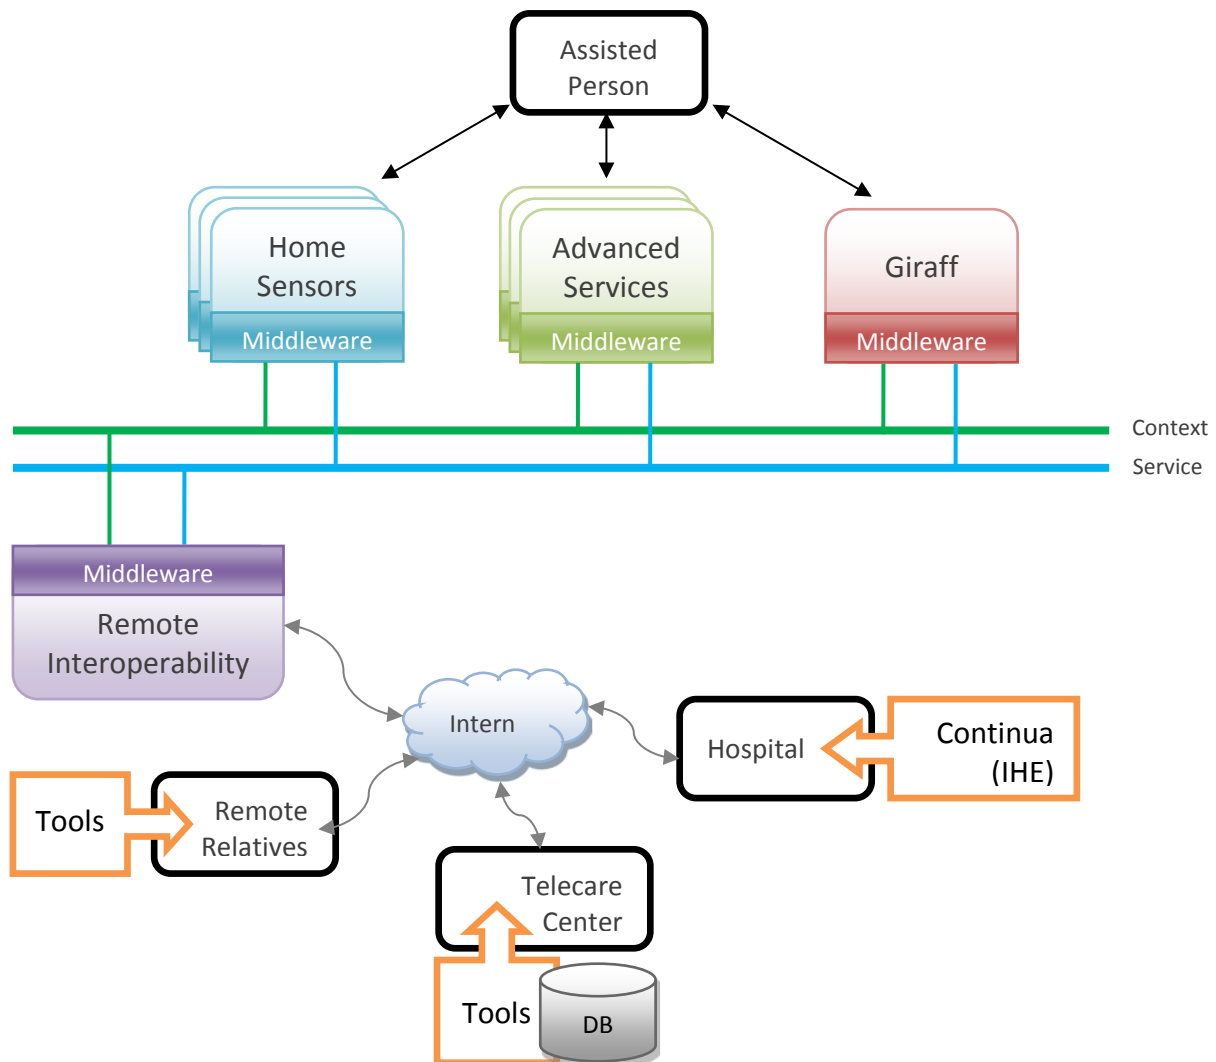 Assisted
Person
Home
Sensors
Middleware
Advanced
Services
Middleware
Giraff
Middleware
Context
Service
Middleware
Remote
Interoperability
Intern
Hospital
Continua
(IHE)
Tools
Remote
Relatives
Telecare
Center
Tools
DB